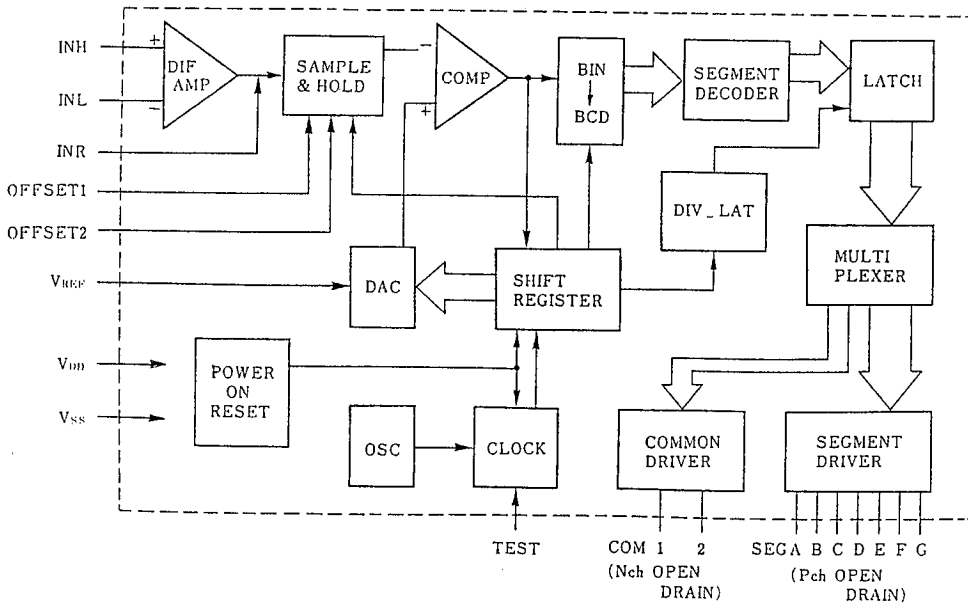 INH
+
DIF
AMP
INL
−
INR
OFFSET1
OFFSET2
VREF
VDD
VSS
SAMPLE
& HOLD
−
COMP
+
BIN
BCD
SEGMENT
DECODER
LATCH
DIV_LAT
DAC
SHIFT
REGISTER
MULTI
PLEXER
POWER
ON
RESET
OSC
CLOCK
COMMON
DRIVER
SEGMENT
DRIVER
TEST
COM 1 2
(Nch OPEN
DRAIN)
SEGA B C D E F G
(Pch OPEN
DRAIN)